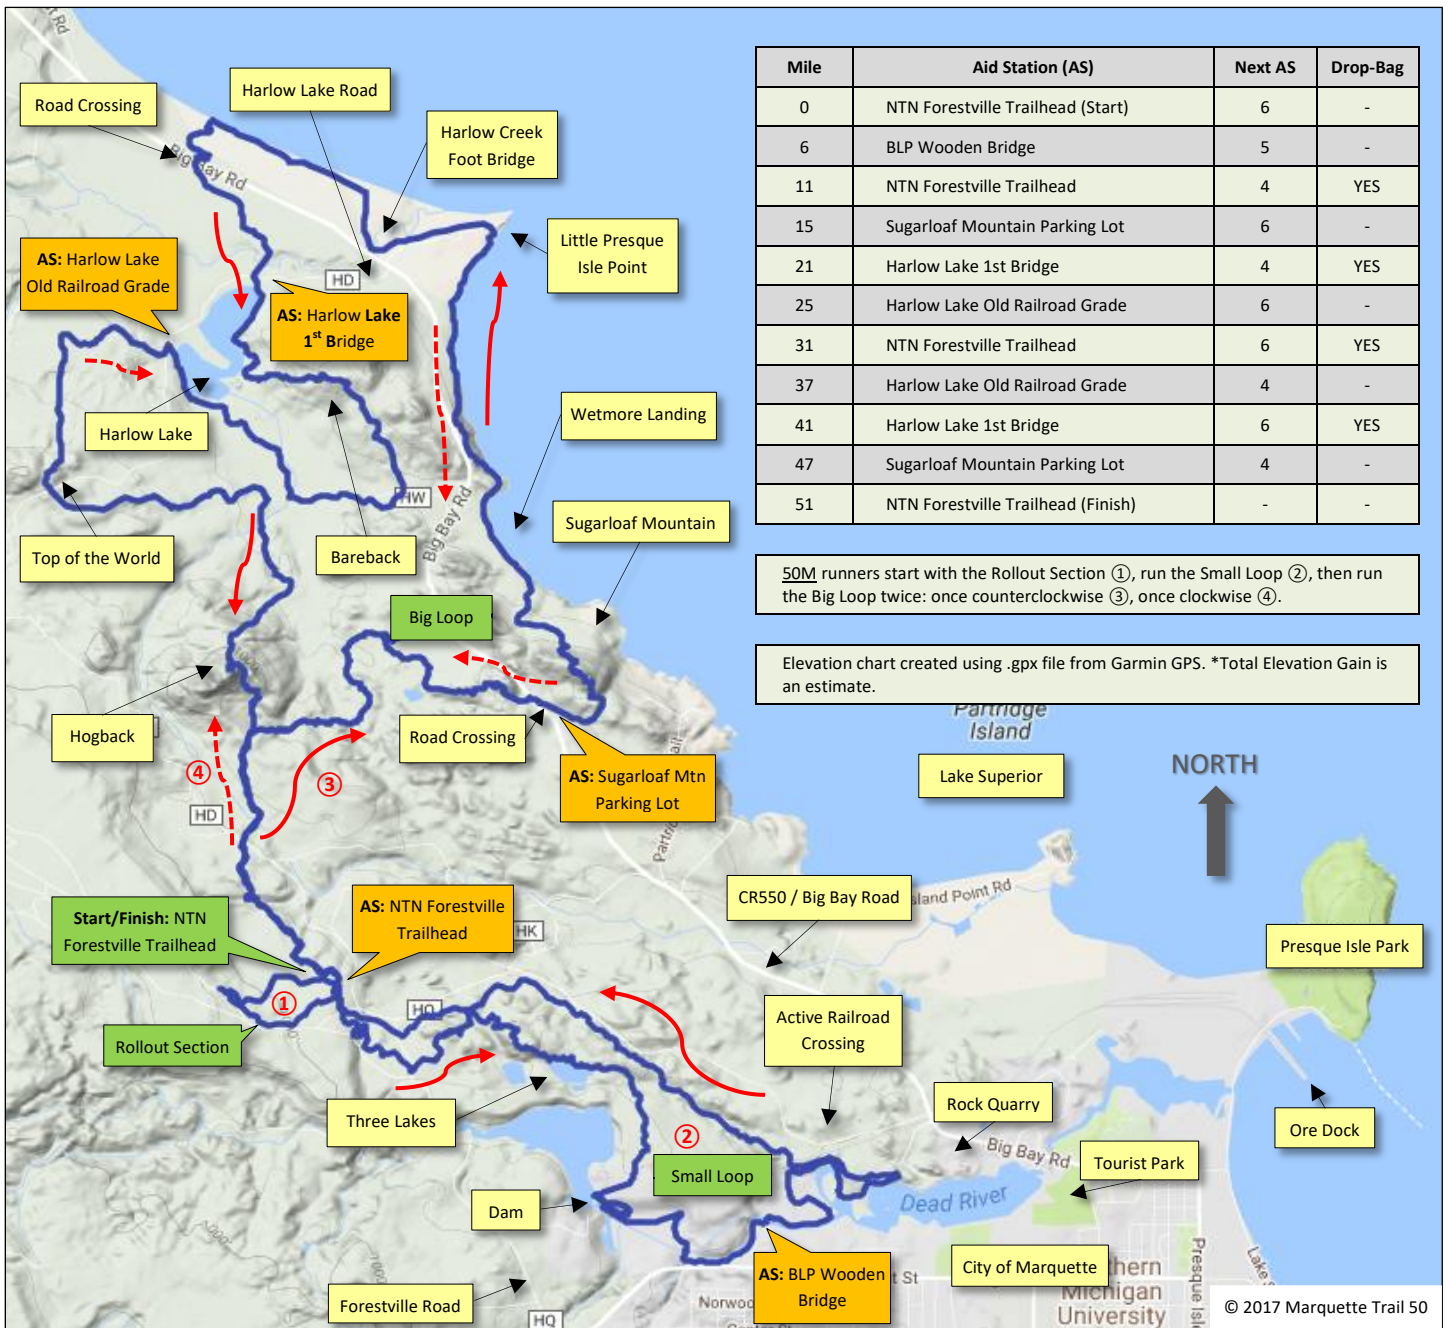 Road Crossing
Harlow Lake Road
Harlow Creek
Foot Bridge
Big Bay Rd
Little Presque
Isle Point
AS: Harlow Lake
Old Railroad Grade
HD
AS: Harlow Lake
1st Bridge
Harlow Lake
Wetmore Landing
HW
Big Bay Rd
Top of the World
Bareback
Sugarloaf Mountain
Big Loop
Hogback
Road Crossing
AS: Sugarloaf Mtn
Parking Lot
④
③
HD
Mile Aid Station (AS) Next AS Drop-Bag
0 NTN Forestville Trailhead (Start) 6 -
6 BLP Wooden Bridge 5 -
11 NTN Forestville Trailhead 4 YES
15 Sugarloaf Mountain Parking Lot 6 -
21 Harlow Lake 1st Bridge 4 YES
25 Harlow Lake Old Railroad Grade 6 -
31 NTN Forestville Trailhead 6 YES
37 Harlow Lake Old Railroad Grade 4 -
41 Harlow Lake 1st Bridge 6 YES
47 Sugarloaf Mountain Parking Lot 4 -
51 NTN Forestville Trailhead (Finish) - -
50M runners start with the Rollout Section ①, run the Small Loop ②, then run
the Big Loop twice: once counterclockwise ③, once clockwise ④.
Elevation chart created using .gpx file from Garmin GPS. *Total Elevation Gain is
an estimate.
Partridge
Island
Lake Superior
NORTH
CR550 / Big Bay Road
Island Point Rd
Presque Isle Park
Start/Finish: NTN
Forestville Trailhead
AS: NTN Forestville
Trailhead
HK
①
HQ
Rollout Section
Active Railroad
Crossing
Three Lakes
Rock Quarry
Big Bay Rd
Ore Dock
②
Small Loop
Tourist Park
Dead River
Dam
City of Marquette
AS: BLP Wooden
Bridge
Forestville Road
HQ
St
Michigan
University
Presque Isle
© 2017 Marquette Trail 50